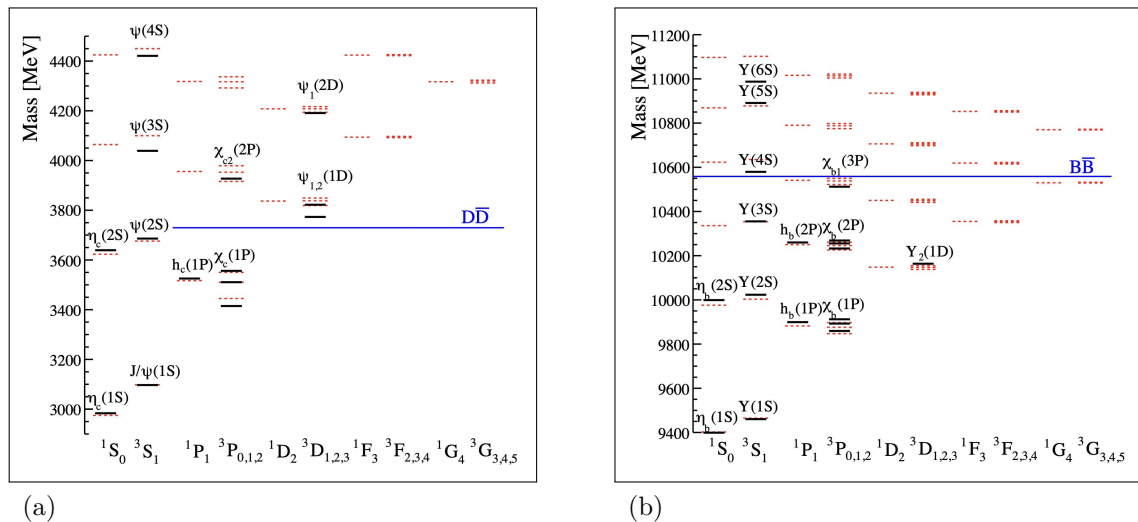 Mass [MeV]
4400
4200
4000
3800
3600
3400
3200
3000
ψ(4S)
ψ₁(2D)
ψ(3S)
χ_c2(2P)
ψ₁,₂(1D)
DD̅
η_c(2S)
ψ(2S)
h_c(1P)
χ_c(1P)
J/ψ(1S)
η_c(1S)
¹S₀ ³S₁ ¹P₁ ³P₀,₁,₂ ¹D₂ ³D₁,₂,₃ ¹F₃ ³F₂,₃,₄ ¹G₄ ³G₃,₄,₅
(a)
Mass [MeV]
11200
11000
10800
10600
10400
10200
10000
9800
9600
9400
Υ(6S)
Υ(5S)
Υ(4S)
χ_b1(3P)
BB̅
Υ(3S)
h_b(2P)
χ_b(2P)
Υ₂(1D)
η_b(2S)
Υ(2S)
h_b(1P)
χ_b(1P)
Υ(1S)
η_b(1S)
¹S₀ ³S₁ ¹P₁ ³P₀,₁,₂ ¹D₂ ³D₁,₂,₃ ¹F₃ ³F₂,₃,₄ ¹G₄ ³G₃,₄,₅
(b)